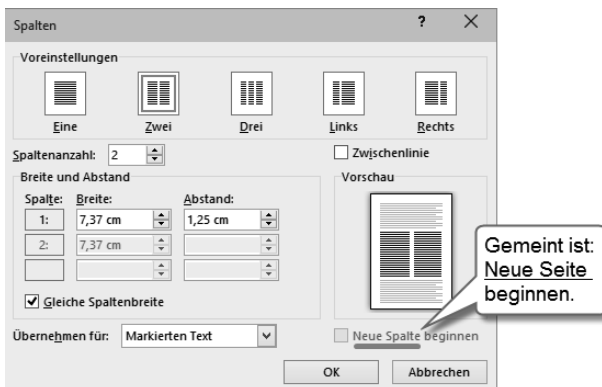 Spalten ?
Voreinstellungen
Eine Zwei Drei Links Rechts
Spaltenanzahl: 2 Zwischenlinie
Breite und Abstand Vorschau
Spalte: Breite: Abstand:
1: 7,37 cm 1,25 cm
2: 7,37 cm
Gleiche Spaltenbreite
Gemeint ist:
Neue Seite
beginnen.
Übernehmen für: Markierten Text Neue Spalte beginnen
OK Abbrechen